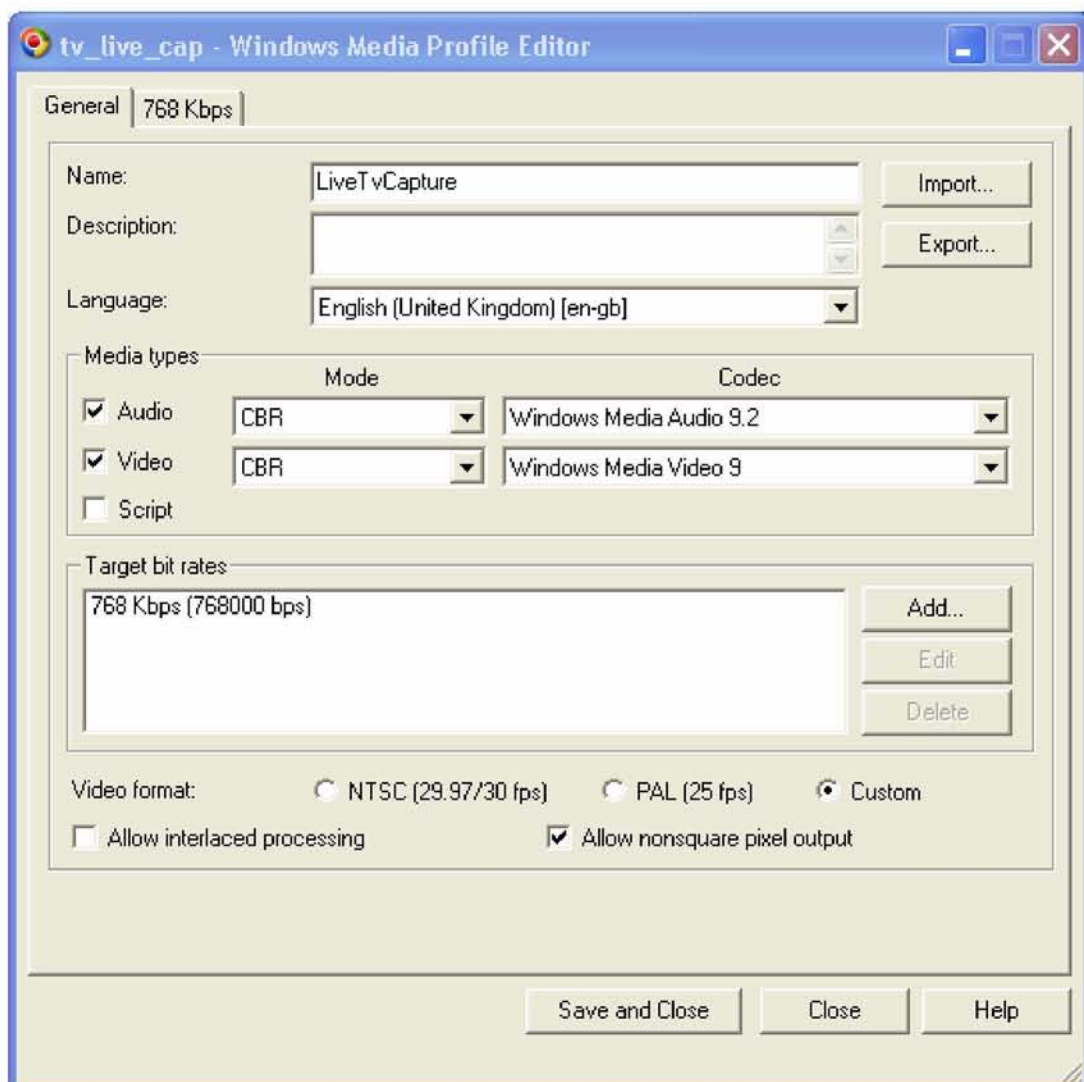 tv_live_cap - Windows Media Profile Editor
General 768 Kbps
Name: LiveTvCapture Import...
Description: Export...
Language: English (United Kingdom) [en-gb]
Media types
Mode Codec
Audio CBR Windows Media Audio 9.2
Video CBR Windows Media Video 9
Script
Target bit rates
768 Kbps (768000 bps) Add...
Edit
Delete
Video format: NTSC (29.97/30 fps) PAL (25 fps) Custom
Allow interlaced processing Allow nonsquare pixel output
Save and Close Close Help